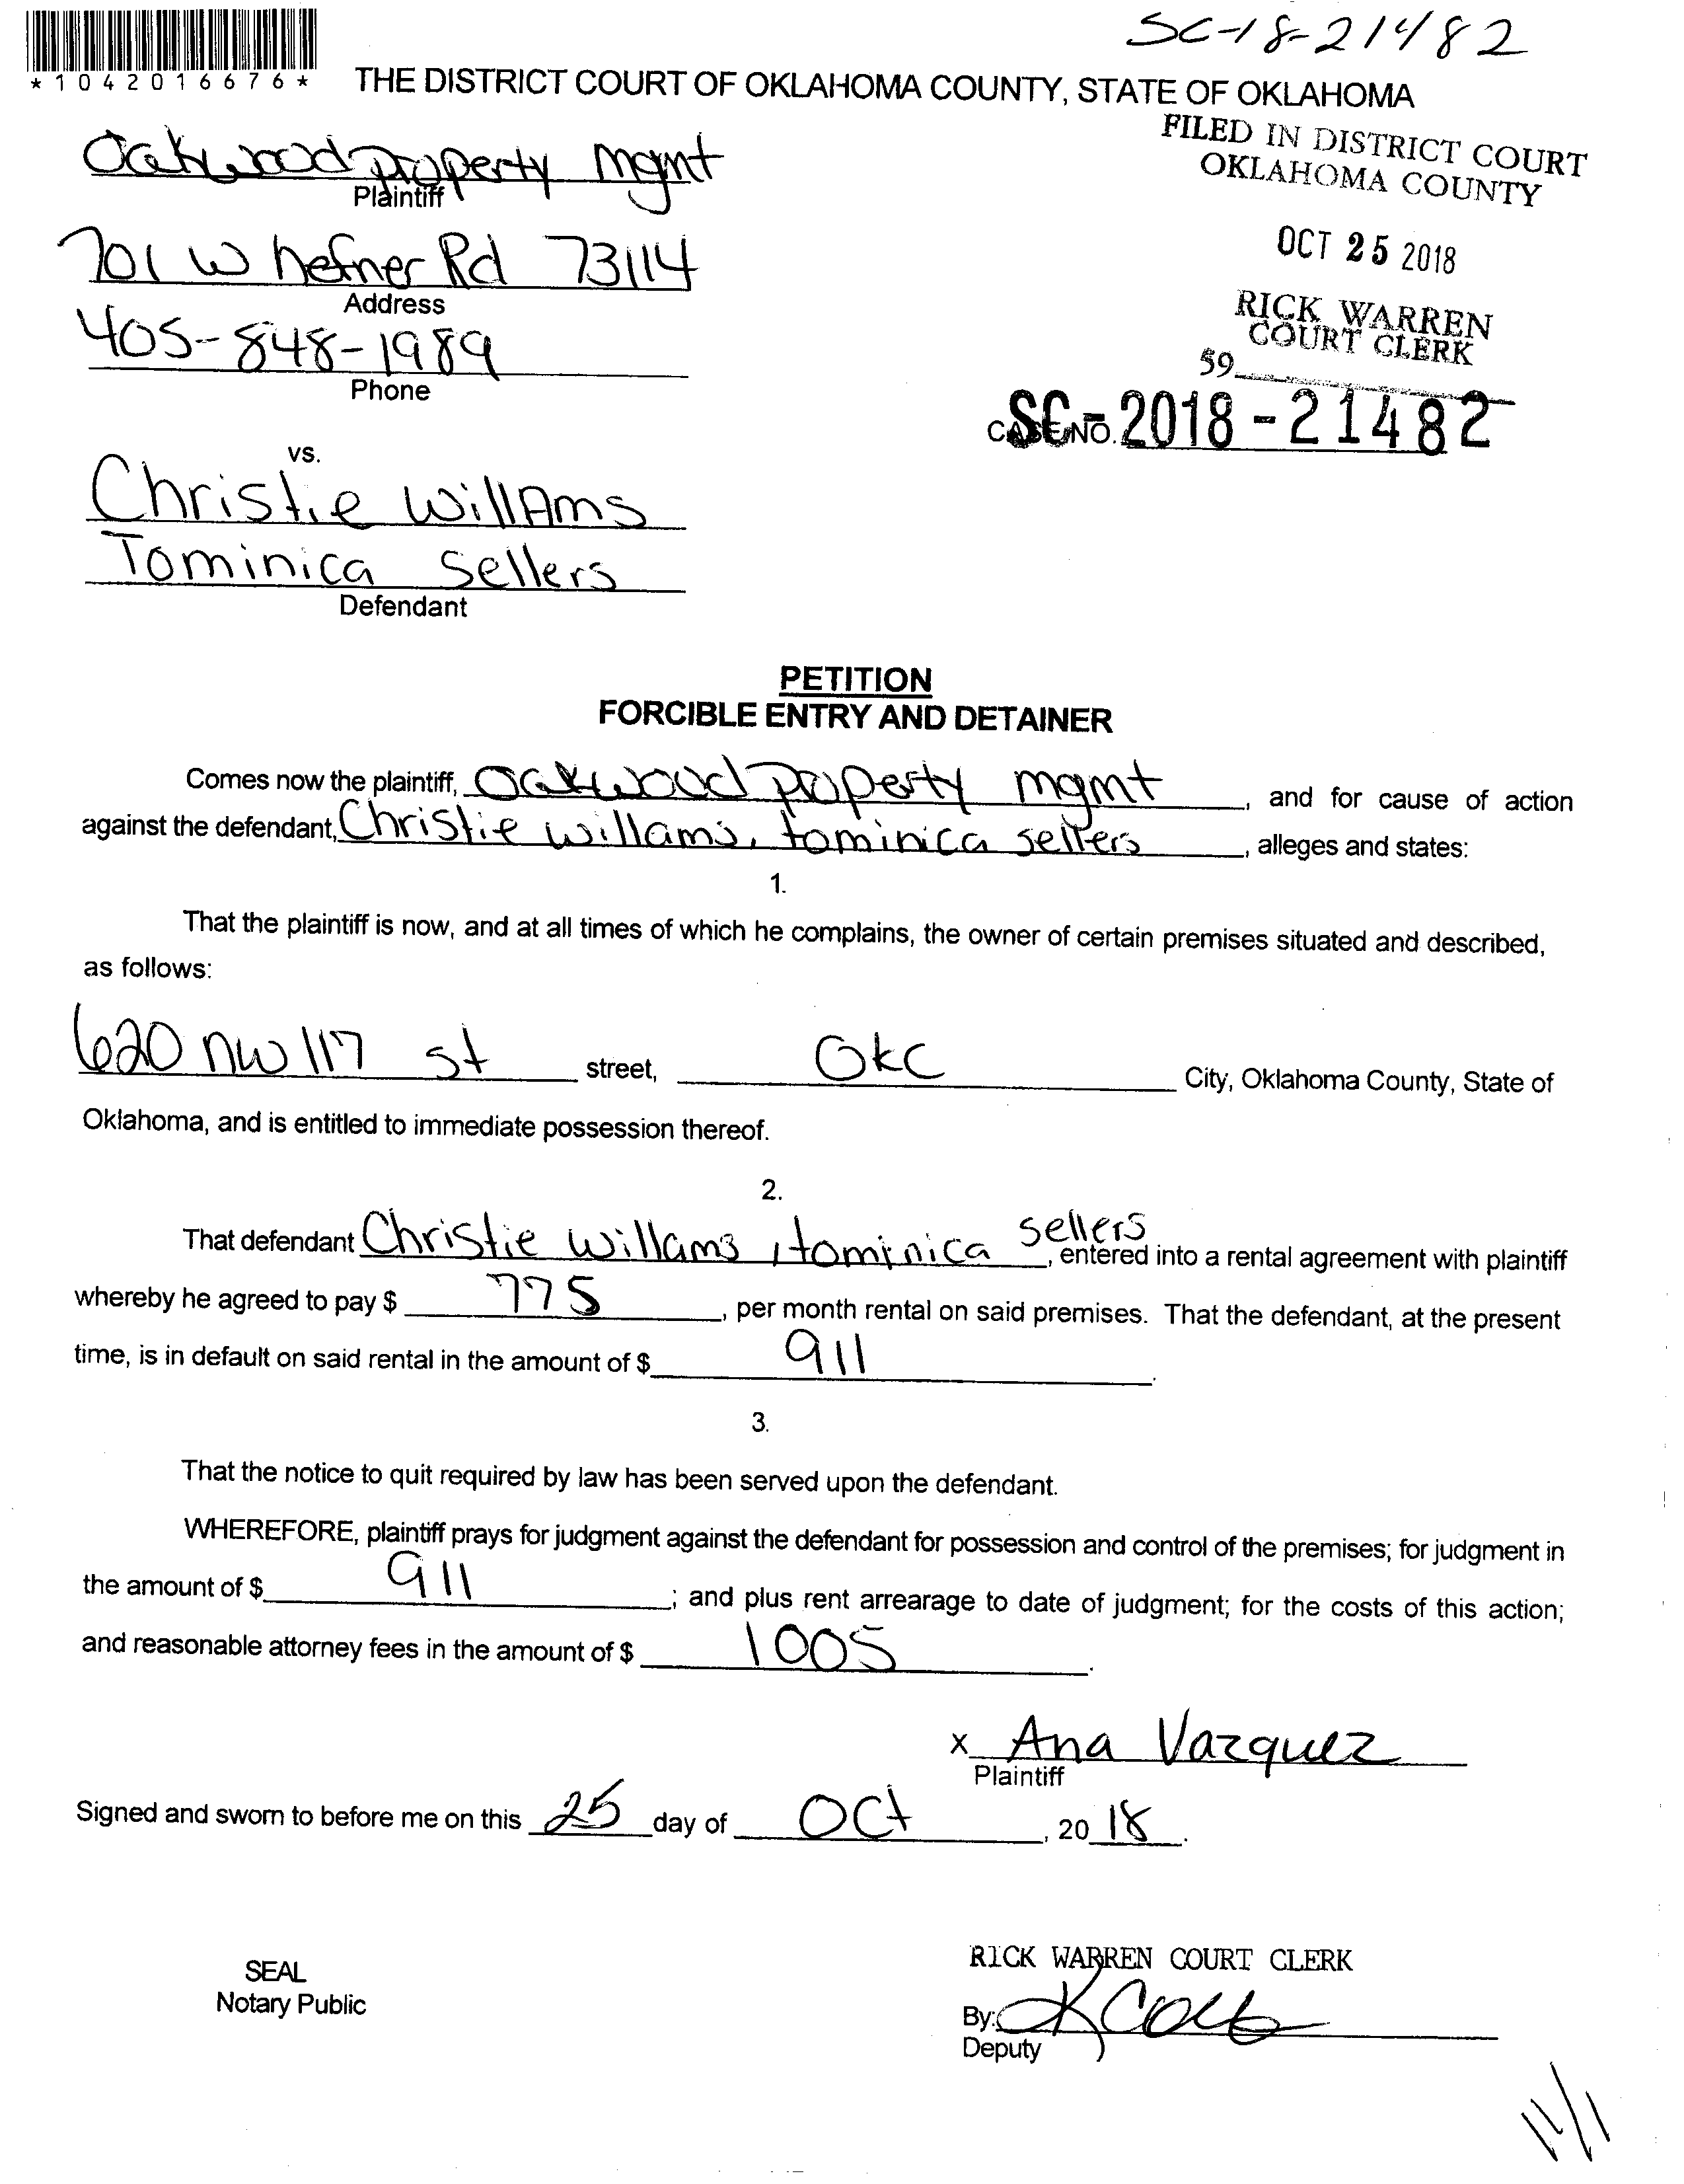 SC-18-21482
*1042016676*
THE DISTRICT COURT OF OKLAHOMA COUNTY, STATE OF OKLAHOMA
FILED IN DISTRICT COURT
OKLAHOMA COUNTY
Oakwood Property mgmt
Plaintiff
701 W hefner Rd 73114
Address
OCT 25 2018
405-848-1989
Phone
RICK WARREN
COURT CLERK
59
CASE NO. SC-2018-21482
vs.
Christie WillAms
Tominica Sellers
Defendant
PETITION
FORCIBLE ENTRY AND DETAINER
Comes now the plaintiff, Oakwood Property mgmt, and for cause of action
against the defendant, Christie Willams, tominica sellers, alleges and states:
1.
That the plaintiff is now, and at all times of which he complains, the owner of certain premises situated and described,
as follows:
620 nw 117 st street, OKC City, Oklahoma County, State of
Oklahoma, and is entitled to immediate possession thereof.
2.
That defendant Christie Willams, tominica sellers, entered into a rental agreement with plaintiff
whereby he agreed to pay $ 775, per month rental on said premises. That the defendant, at the present
time, is in default on said rental in the amount of $ 911.
3.
That the notice to quit required by law has been served upon the defendant.
WHEREFORE, plaintiff prays for judgment against the defendant for possession and control of the premises; for judgment in
the amount of $ 911; and plus rent arrearage to date of judgment; for the costs of this action;
and reasonable attorney fees in the amount of $ 1005.
x Ana Vazquez
Plaintiff
Signed and sworn to before me on this 25 day of Oct, 20 18.
SEAL
Notary Public
RICK WARREN COURT CLERK
By:
Deputy
11/1